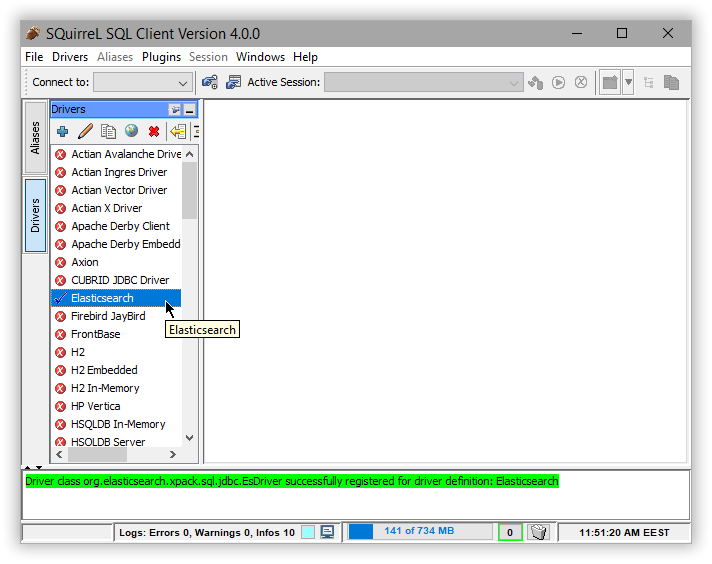 SQuirreL SQL Client Version 4.0.0
File Drivers Aliases Plugins Session Windows Help
Connect to: Active Session:
Drivers
Aliases
Drivers
Actian Avalanche Drive
Actian Ingres Driver
Actian Vector Driver
Actian X Driver
Apache Derby Client
Apache Derby Embedd
Axion
CUBRID JDBC Driver
Elasticsearch
Firebird JayBird
Elasticsearch
FrontBase
H2
H2 Embedded
H2 In-Memory
HP Vertica
HSQLDB In-Memory
HSQLDB Server
Driver class org.elasticsearch.xpack.sql.jdbc.EsDriver successfully registered for driver definition: Elasticsearch
Logs: Errors 0, Warnings 0, Infos 10 141 of 734 MB 0 11:51:20 AM EEST